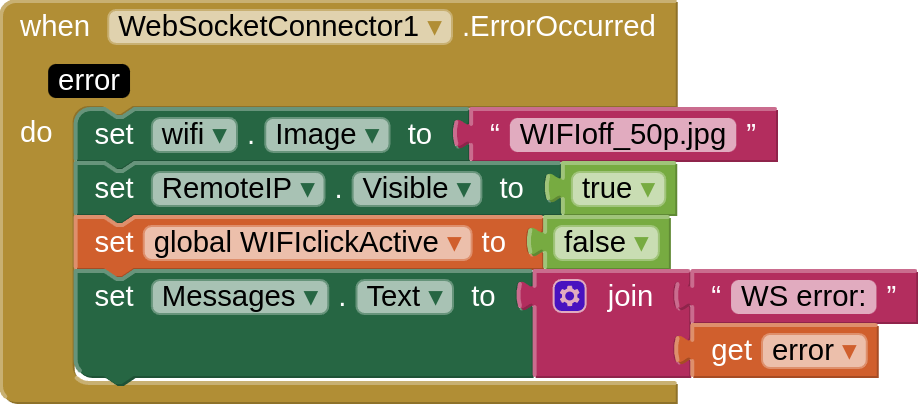 when WebSocketConnector1 ▾ .ErrorOccurred
error
do set wifi ▾ . Image ▾ to “ WIFIoff_50p.jpg ”
set RemoteIP ▾ . Visible ▾ to true ▾
set global WIFIclickActive ▾ to false ▾
set Messages ▾ . Text ▾ to join “ WS error: ”
get error ▾